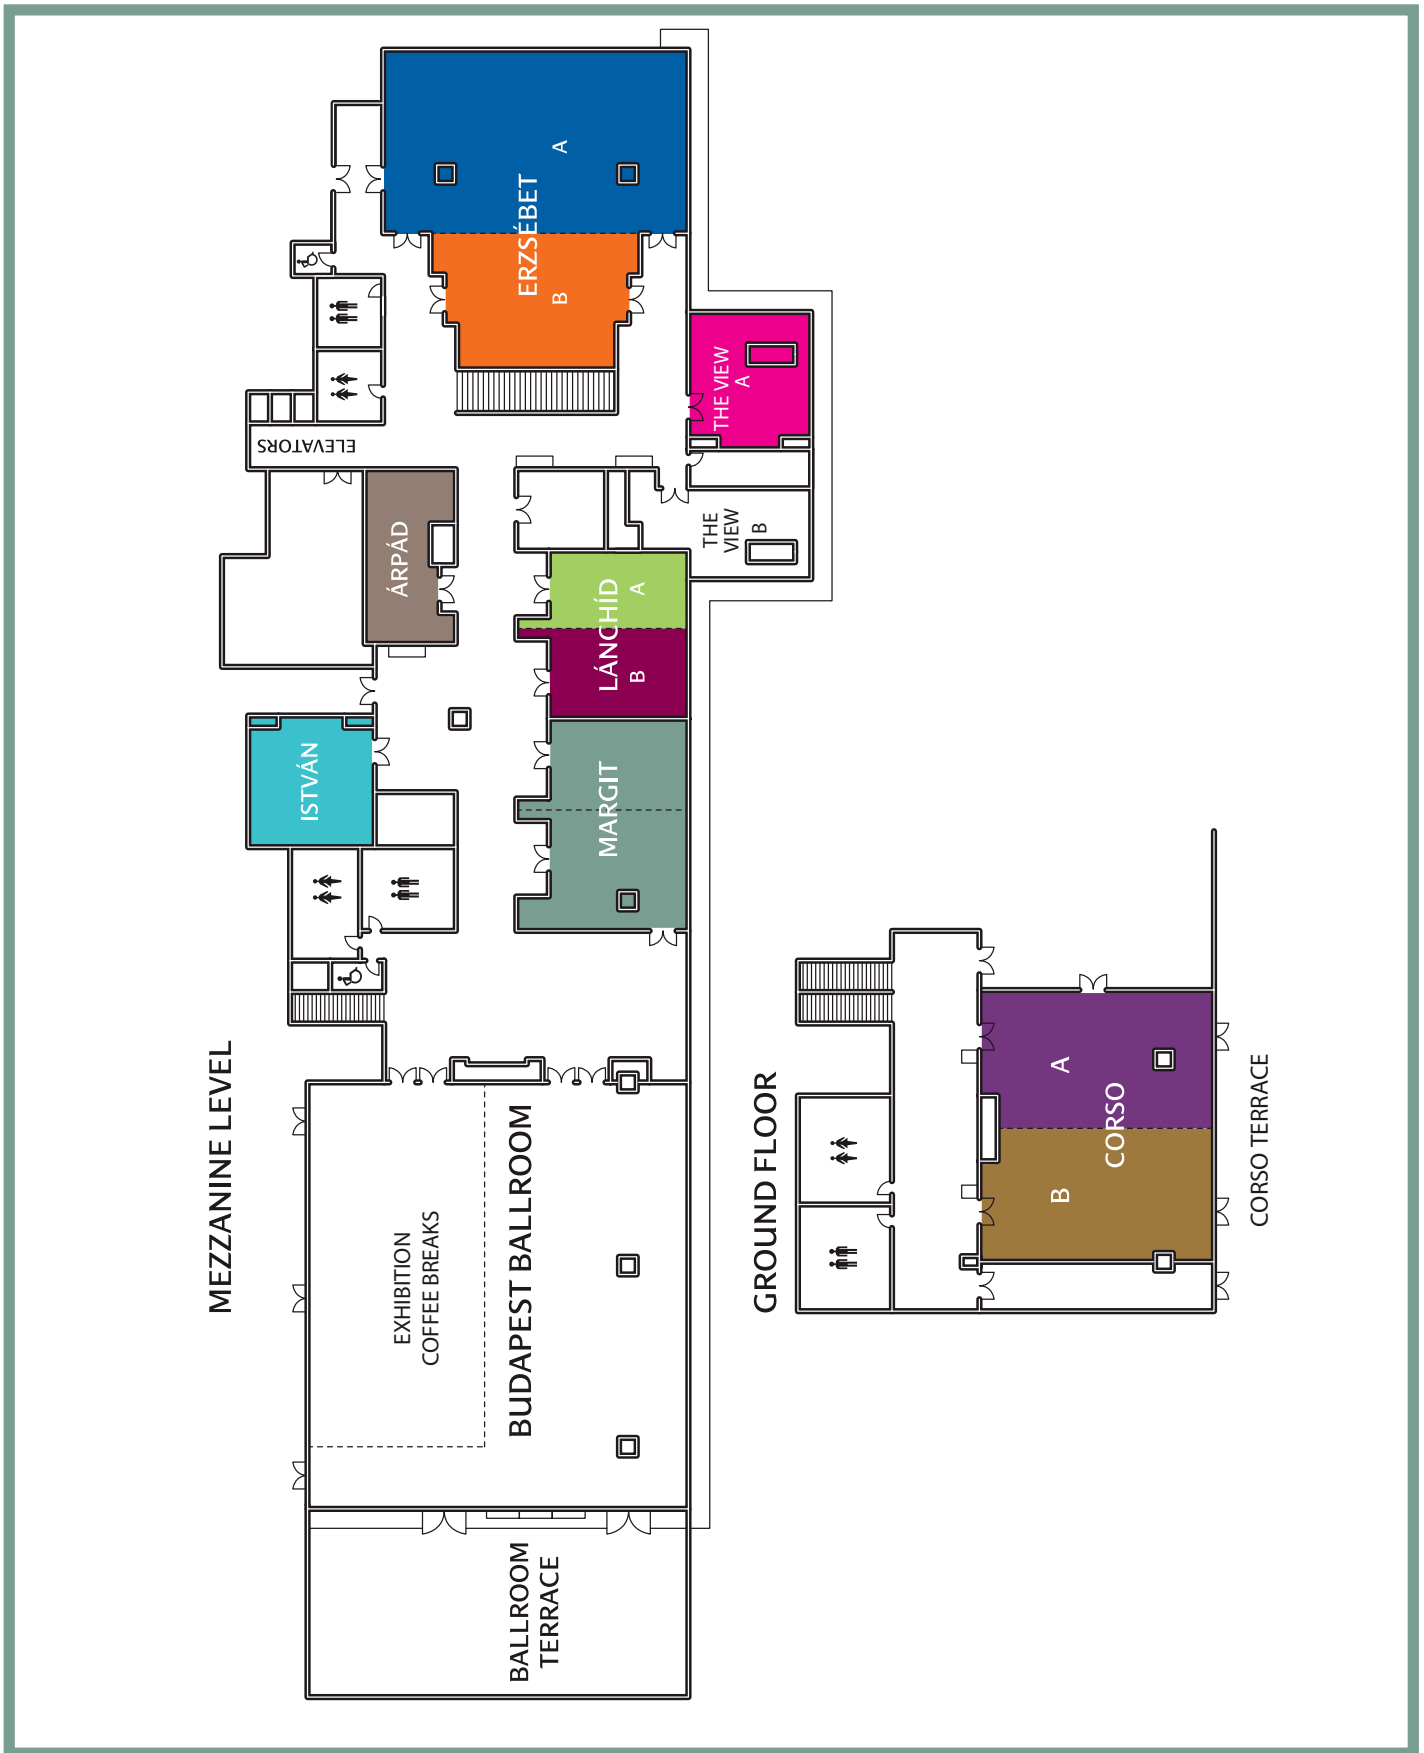 MEZZANINE LEVEL
BALLROOM
TERRACE
BUDAPEST BALLROOM
EXHIBITION
COFFEE BREAKS
ISTVÁN
MARGIT
ÁRPÁD
LÁNCHÍD
B
A
ELEVATORS
THE
VIEW
B
THE VIEW
A
ERZSÉBET
B
A
GROUND FLOOR
CORSO
B
A
CORSO TERRACE